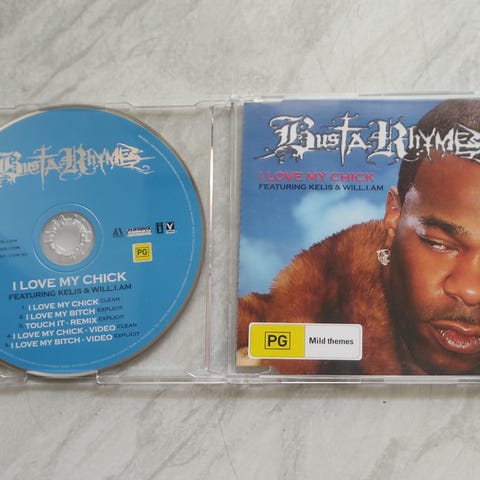 Busta Rhymes
I LOVE MY CHICK
FEATURING KELIS & WILL.I.AM
1. I LOVE MY CHICK CLEAN
2. I LOVE MY BITCH EXPLICIT
3. TOUCH IT - REMIX EXPLICIT
4. I LOVE MY CHICK - VIDEO CLEAN
5. I LOVE MY BITCH - VIDEO EXPLICIT
PG
Busta Rhymes
I LOVE MY CHICK
FEATURING KELIS & WILL.I.AM
PG
Mild themes